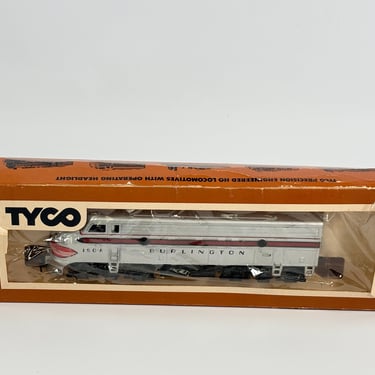 TYCO PRECISION ENGINEERED HO LOCOMOTIVES WITH OPERATING HEADLIGHT
TYCO
BURLINGTON